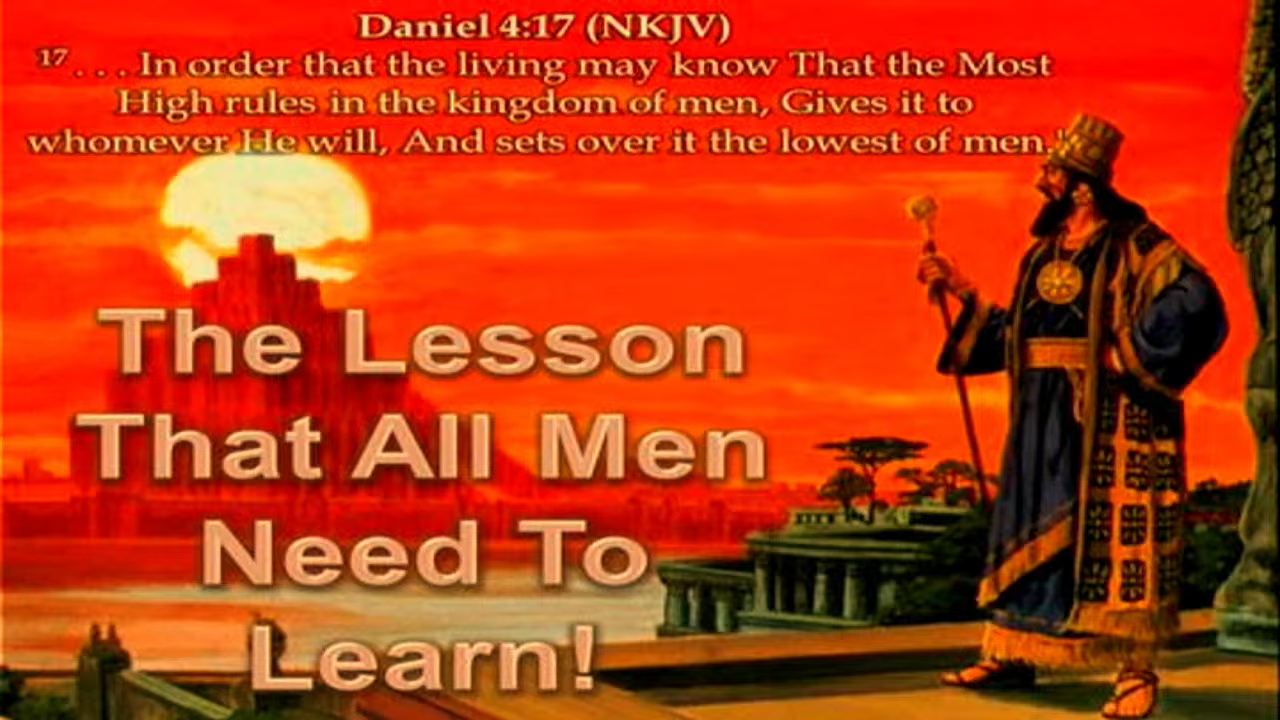 Daniel 4:17 (NKJV)
17 . . . In order that the living may know That the Most
High rules in the kingdom of men, Gives it to
whomever He will, And sets over it the lowest of men.'
The Lesson
That All Men
Need To
Learn!